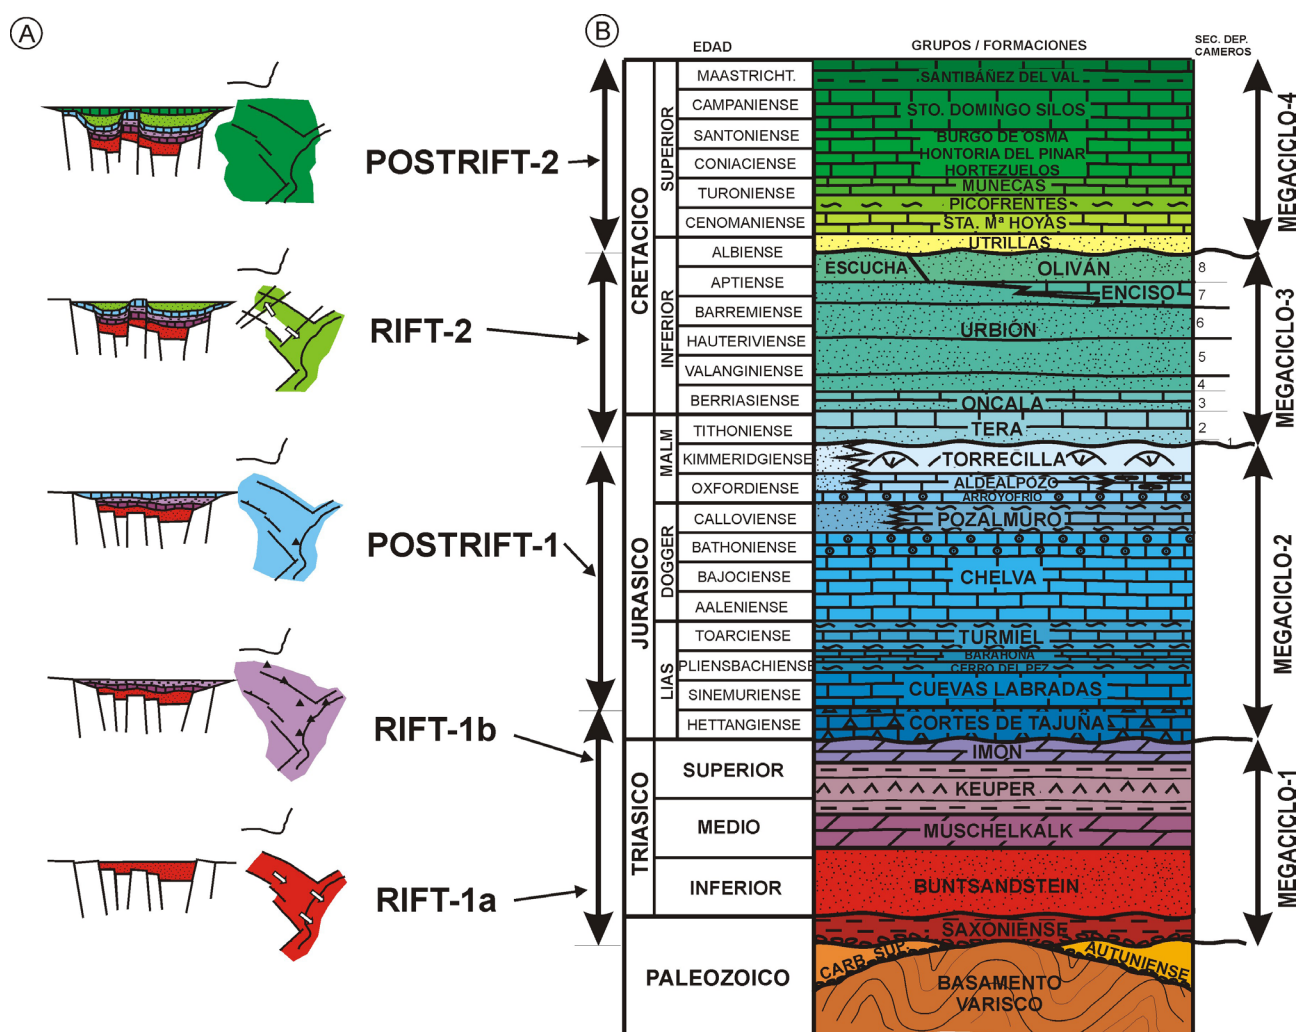 A
B
EDAD
GRUPOS / FORMACIONES
SEC. DEP.
CAMEROS
POSTRIFT-2
RIFT-2
POSTRIFT-1
RIFT-1b
RIFT-1a
CRETACICO
SUPERIOR
INFERIOR
JURASICO
MALM
DOGGER
LIAS
TRIASICO
MAASTRICHT.
CAMPANIENSE
SANTONIENSE
CONIACIENSE
TURONIENSE
CENOMANIENSE
ALBIENSE
APTIENSE
BARREMIENSE
HAUTERIVIENSE
VALANGINIENSE
BERRIASIENSE
TITHONIENSE
KIMMERIDGIENSE
OXFORDIENSE
CALLOVIENSE
BATHONIENSE
BAJOCIENSE
AALENIENSE
TOARCIENSE
PLIENSBACHIENSE
SINEMURIENSE
HETTANGIENSE
SUPERIOR
MEDIO
INFERIOR
PALEOZOICO
SANTIBÁÑEZ DEL VAL
STO. DOMINGO SILOS
BURGO DE OSMA
HONTORIA DEL PINAR
HORTEZUELOS
MUÑECAS
PICOFRENTES
STA. Mª HOYAS
UTRILLAS
ESCUCHA
OLIVÁN
ENCISO
URBIÓN
ONCALA
TERA
TORRECILLA
ALDEALPOZO
ARROYOFRIO
POZALMURO
CHELVA
TURMIEL
BARAHONA
CERRO DEL PEZ
CUEVAS LABRADAS
CORTES DE TAJUÑA
IMON
KEUPER
MUSCHELKALK
BUNTSANDSTEIN
SAXONIENSE
CARB. SUP.
AUTUNIENSE
BASAMENTO
VARISCO
8
7
6
5
4
3
2
1
MEGACICLO-4
MEGACICLO-3
MEGACICLO-2
MEGACICLO-1